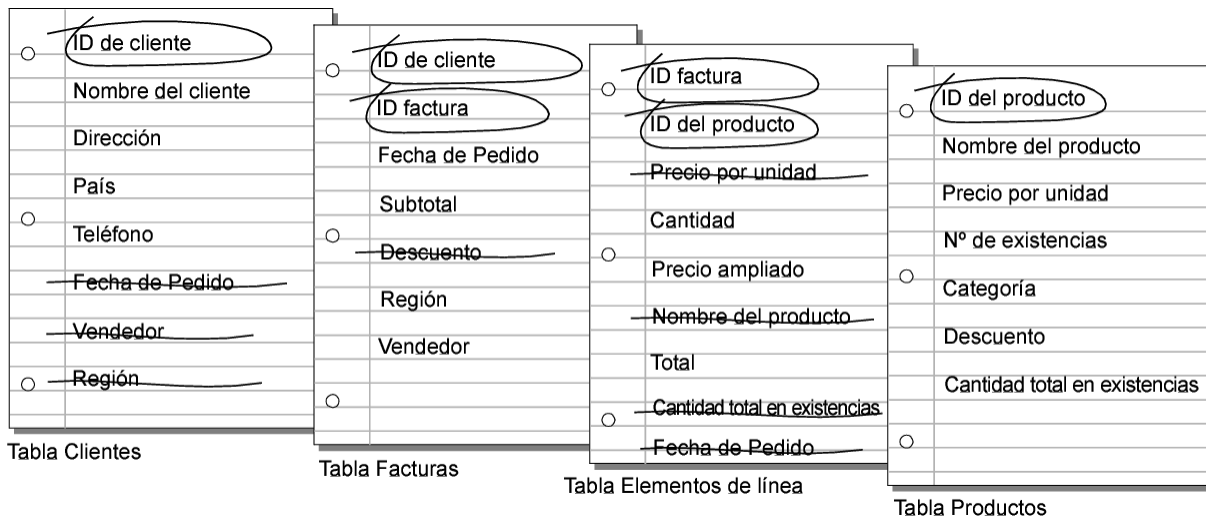 ID de cliente
Nombre del cliente
Dirección
País
Teléfono
Fecha de Pedido
Vendedor
Región
Tabla Clientes
ID de cliente
ID factura
Fecha de Pedido
Subtotal
Descuento
Región
Vendedor
Tabla Facturas
ID factura
ID del producto
Precio por unidad
Cantidad
Precio ampliado
Nombre del producto
Total
Cantidad total en existencias
Fecha de Pedido
Tabla Elementos de línea
ID del producto
Nombre del producto
Precio por unidad
Nº de existencias
Categoría
Descuento
Cantidad total en existencias
Tabla Productos